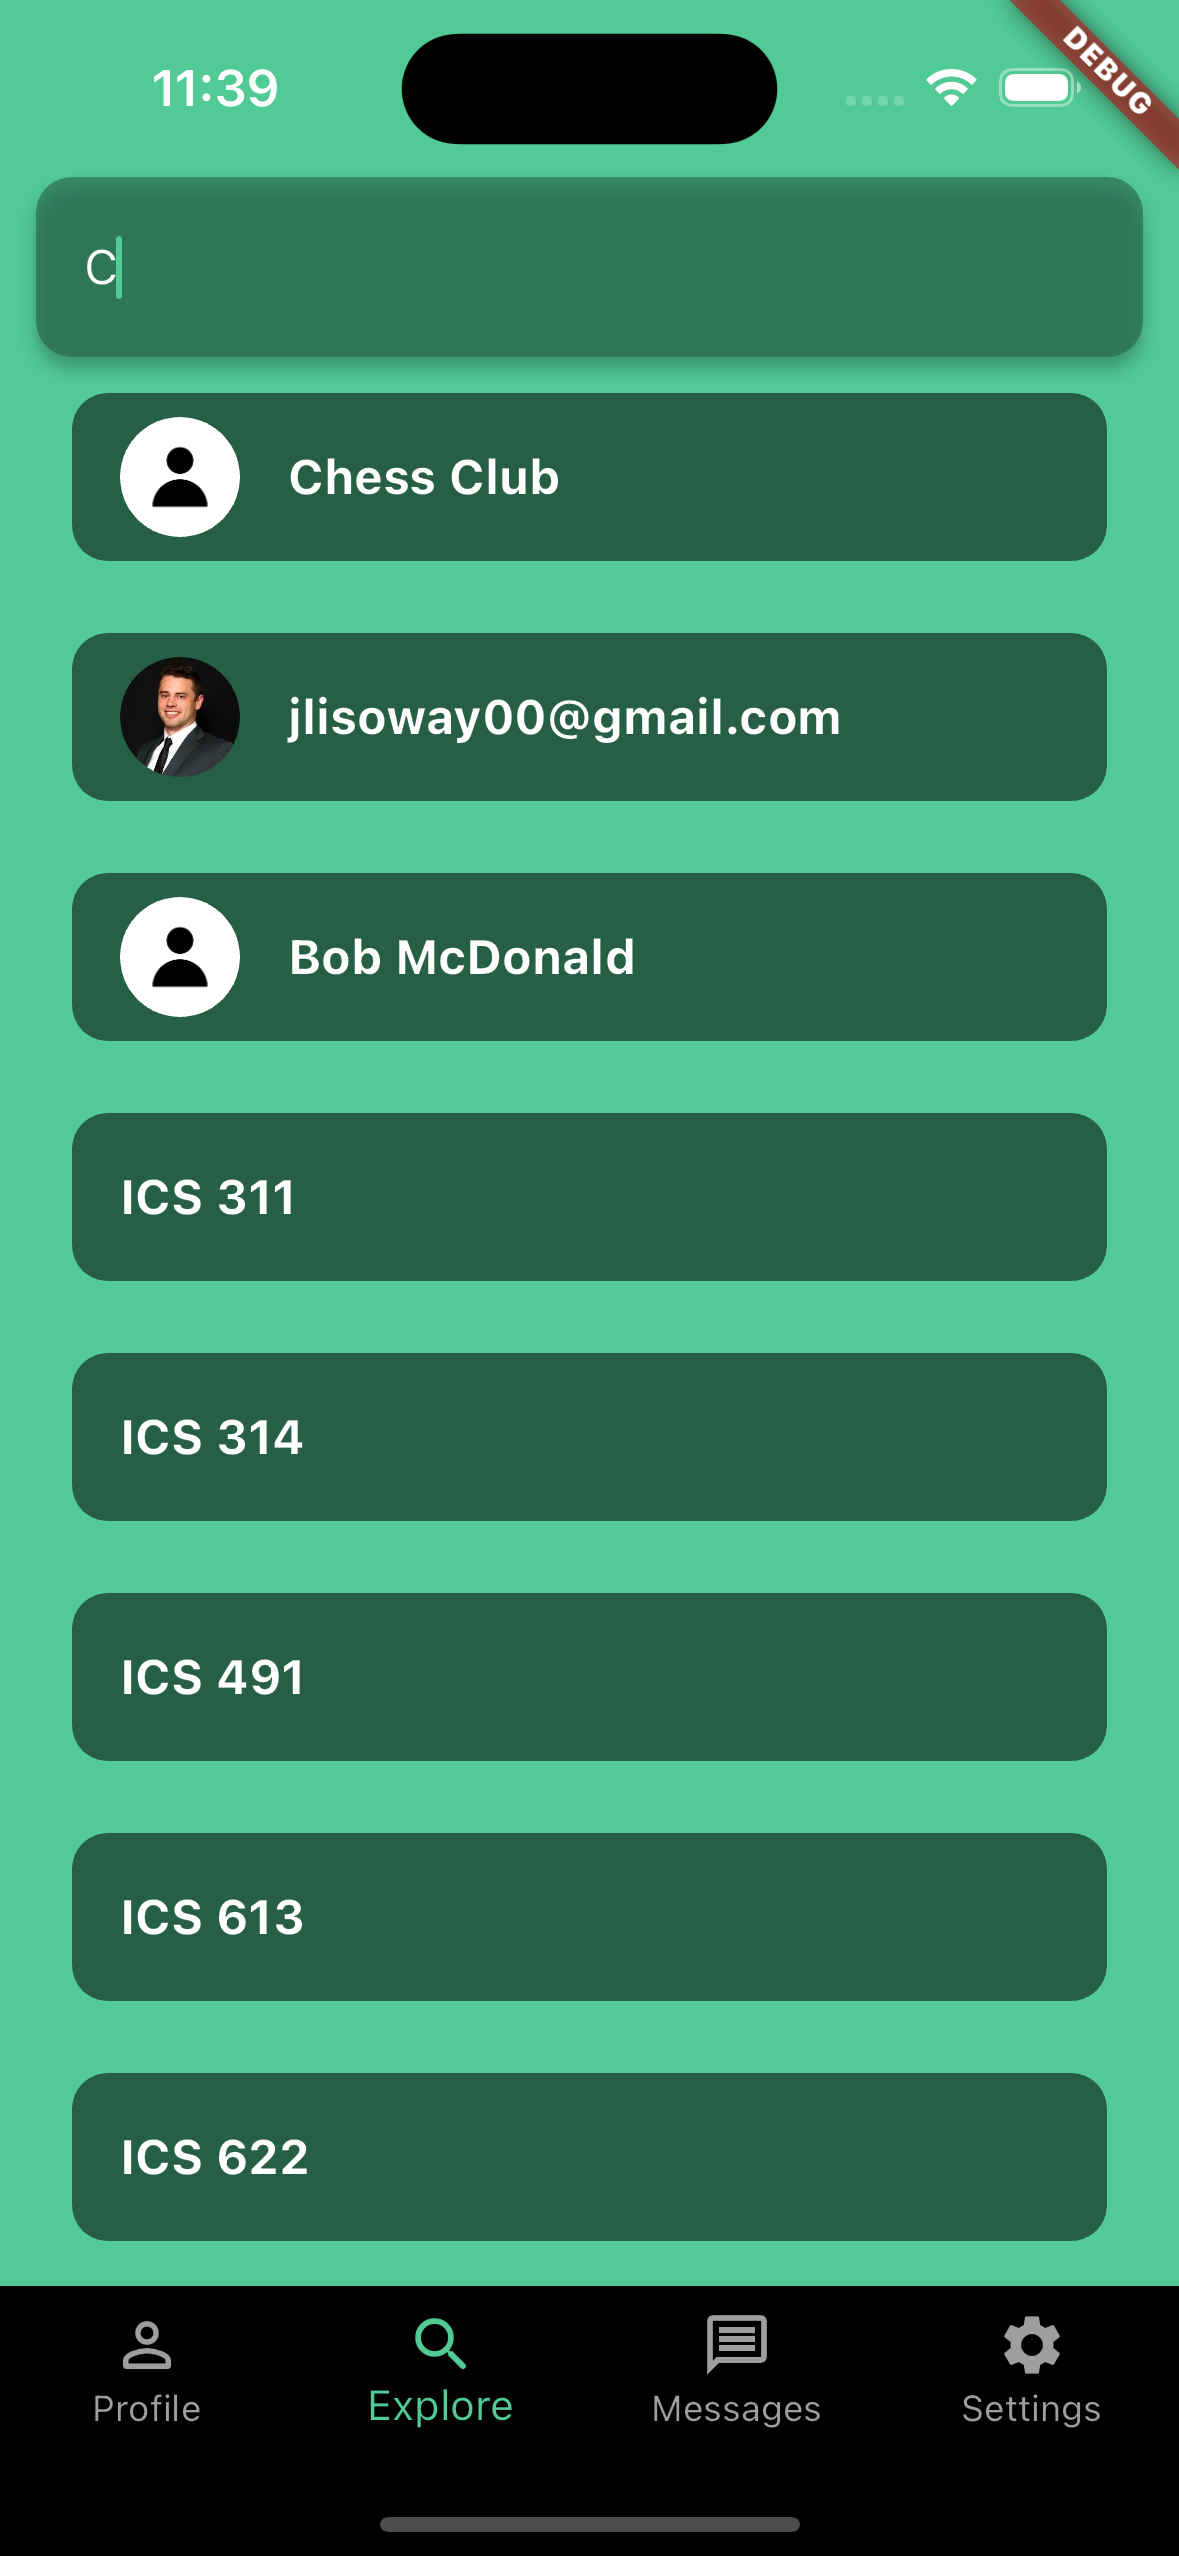 11:39
DEBUG
C
Chess Club
jlisoway00@gmail.com
Bob McDonald
ICS 311
ICS 314
ICS 491
ICS 613
ICS 622
Profile
Explore
Messages
Settings